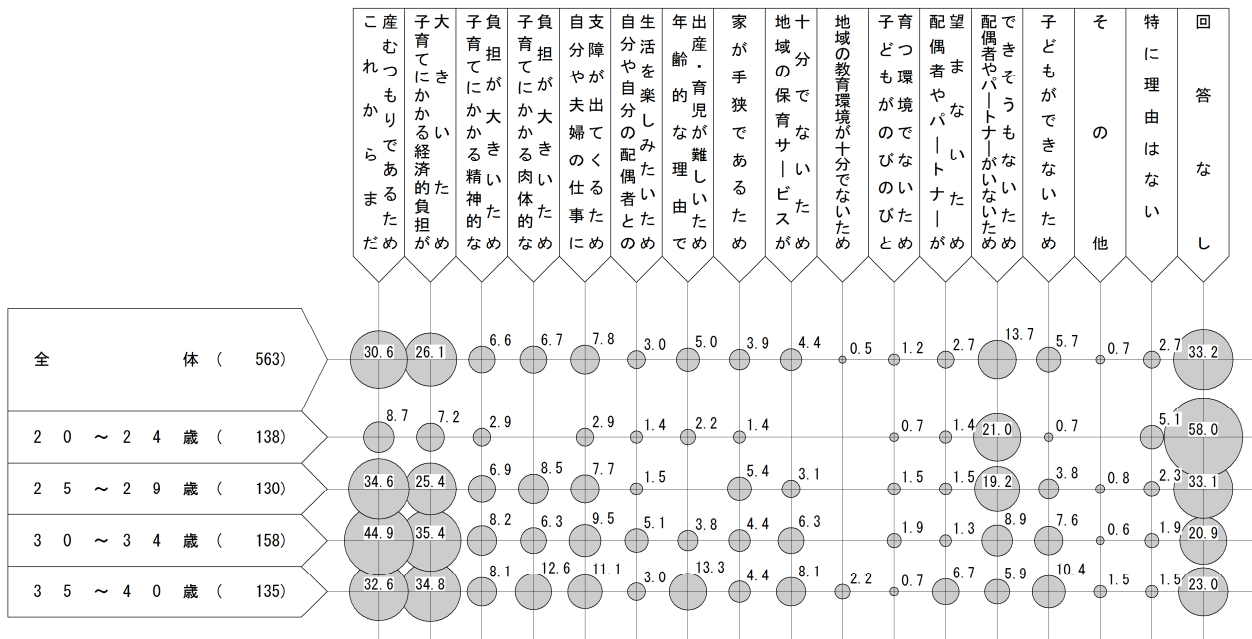 これからまだ
産むつもりであるため
子育てにかかる経済的負担が
大きいため
子育てにかかる精神的な
負担が大きいため
子育てにかかる肉体的な
負担が大きいため
自分や夫婦の仕事に
支障が出てくるため
自分や自分の配偶者との
生活を楽しみたいため
年齢的な理由で
出産・育児が難しいため
家が手狭であるため
地域の保育サービスが
十分でないため
地域の教育環境が十分でないため
子どもがのびのびと
育つ環境でないため
配偶者やパートナーが
望まないため
配偶者やパートナーがいないため
できそうもないため
子どもができないため
その他
特に理由はない
回答なし
全体（ 563） 30.6 26.1 6.6 6.7 7.8 3.0 5.0 3.9 4.4 0.5 1.2 2.7 13.7 5.7 0.7 2.7 33.2
２０～２４歳（ 138） 8.7 7.2 2.9 2.9 1.4 2.2 1.4 0.7 1.4 21.0 0.7 5.1 58.0
２５～２９歳（ 130） 34.6 25.4 6.9 8.5 7.7 1.5 5.4 3.1 1.5 1.5 19.2 3.8 0.8 2.3 33.1
３０～３４歳（ 158） 44.9 35.4 8.2 6.3 9.5 5.1 3.8 4.4 6.3 1.9 1.3 8.9 7.6 0.6 1.9 20.9
３５～４０歳（ 135） 32.6 34.8 8.1 12.6 11.1 3.0 13.3 4.4 8.1 2.2 0.7 6.7 5.9 10.4 1.5 1.5 23.0